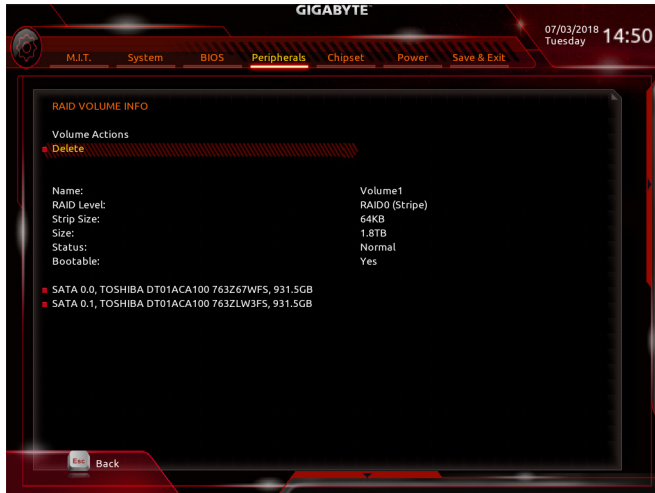 GIGABYTE
07/03/2018 14:50
Tuesday
M.I.T. System BIOS Peripherals Chipset Power Save & Exit
RAID VOLUME INFO
Volume Actions
Delete
Name: Volume1
RAID Level: RAID0 (Stripe)
Strip Size: 64KB
Size: 1.8TB
Status: Normal
Bootable: Yes
SATA 0.0, TOSHIBA DT01ACA100 763Z67WFS, 931.5GB
SATA 0.1, TOSHIBA DT01ACA100 763ZLW3FS, 931.5GB
Esc Back